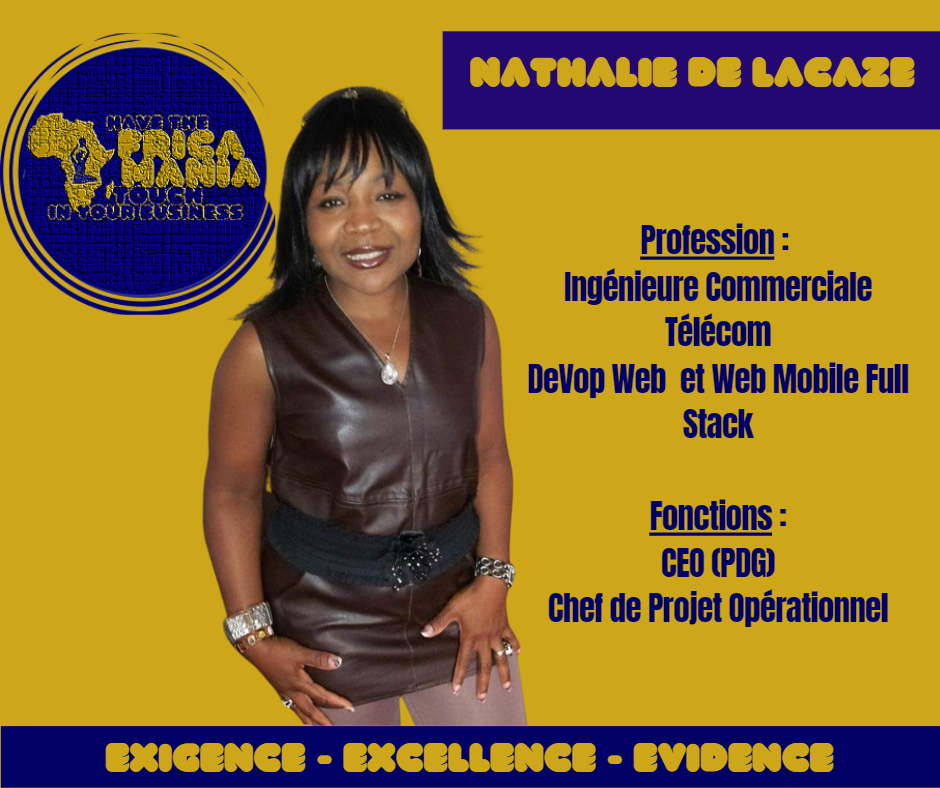 NATHALIE DE LACAZE
HAVE THE
AFRICA
MANIA
TOUCH
IN YOUR BUSINESS
Profession :
Ingénieure Commerciale
Télécom
DeVop Web et Web Mobile Full
Stack
Fonctions :
CEO (PDG)
Chef de Projet Opérationnel
EXIGENCE - EXCELLENCE - EVIDENCE